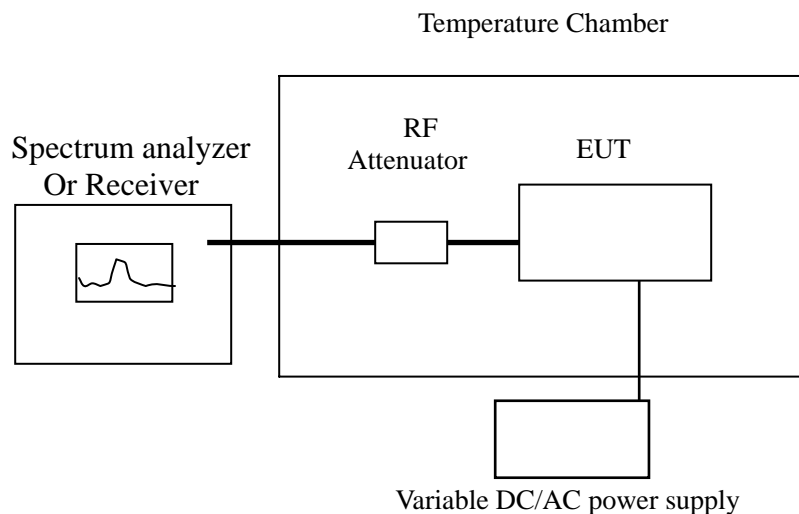 Temperature Chamber
RF
Attenuator
EUT
Spectrum analyzer
Or Receiver
Variable DC/AC power supply